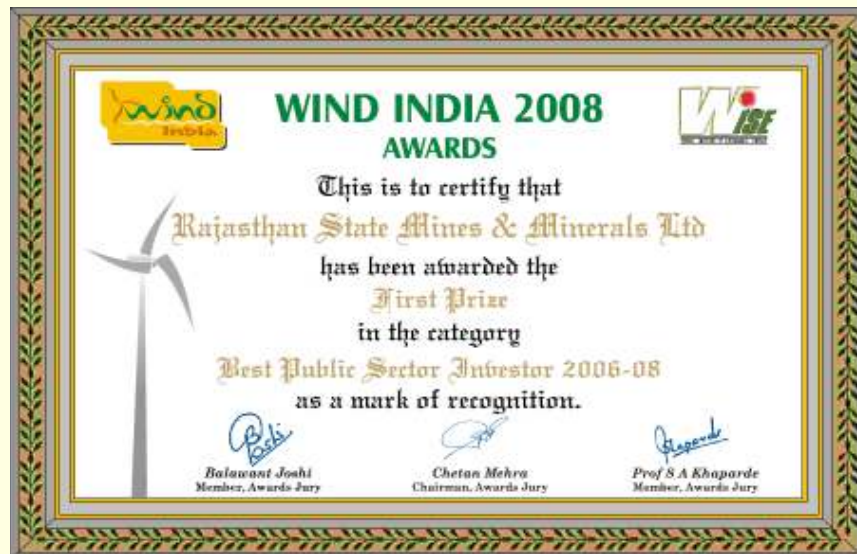 wind
India
WIND INDIA 2008
WISE
AWARDS
This is to certify that
Rajasthan State Mines & Minerals Ltd
has been awarded the
First Prize
in the category
Best Public Sector Investor 2006-08
as a mark of recognition.
Balawant Joshi
Member, Awards Jury
Chetan Mehra
Chairman, Awards Jury
Prof S A Khaparde
Member, Awards Jury